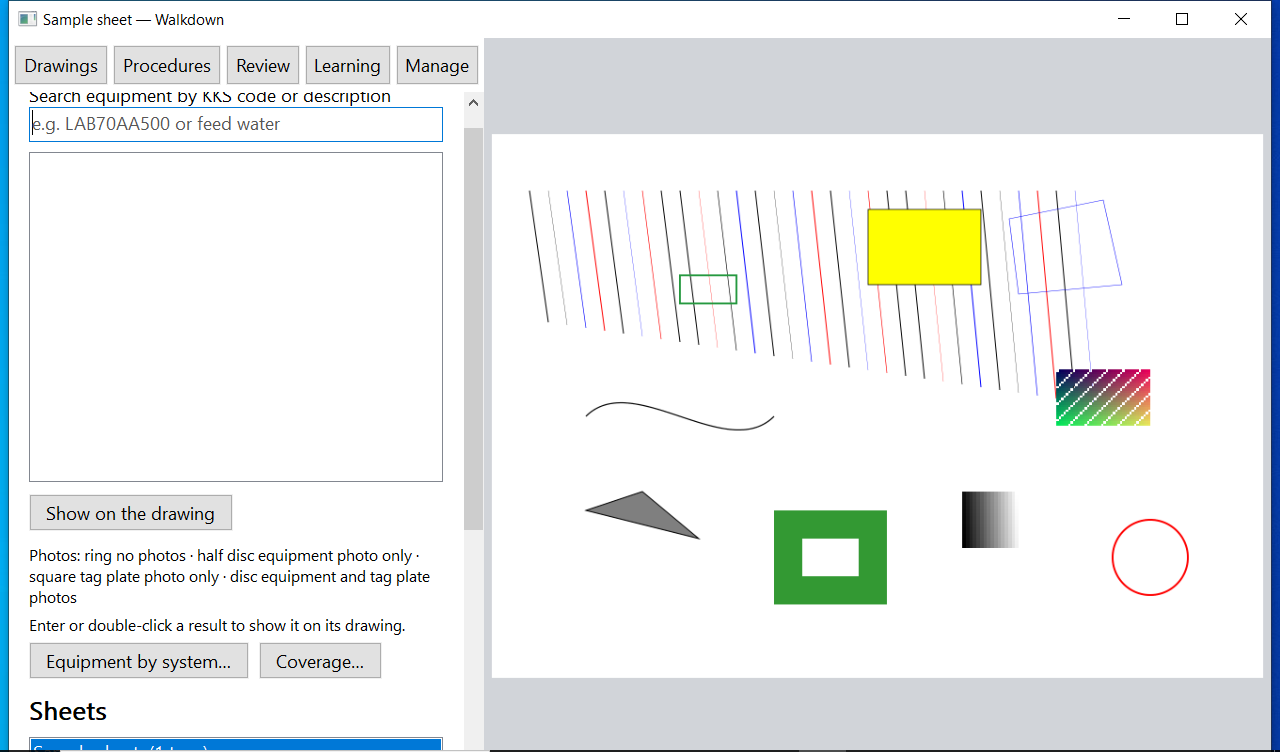 Sample sheet — Walkdown
Drawings Procedures Review Learning Manage
Search equipment by KKS code or description
e.g. LAB70AA500 or feed water
Show on the drawing
Photos: ring no photos · half disc equipment photo only ·
square tag plate photo only · disc equipment and tag plate
photos
Enter or double-click a result to show it on its drawing.
Equipment by system... Coverage...
Sheets